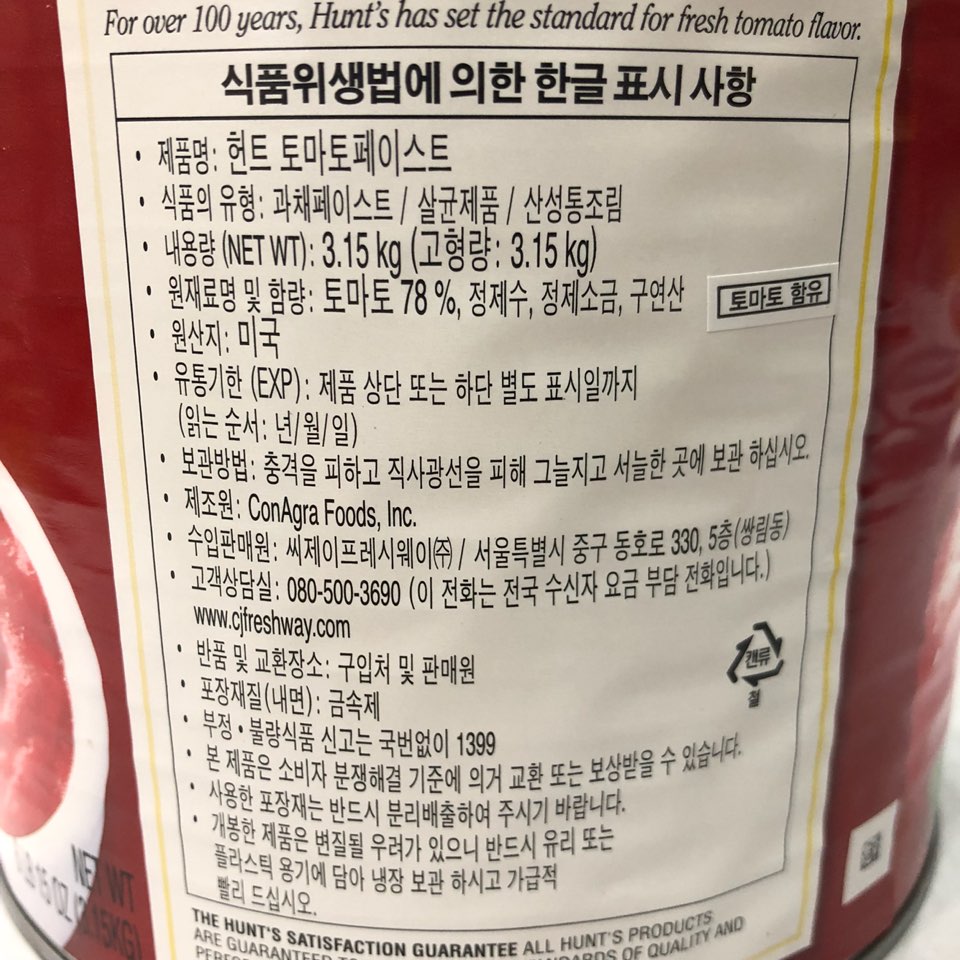 For over 100 years, Hunt's has set the standard for fresh tomato flavor.
식품위생법에 의한 한글 표시 사항
• 제품명: 헌트 토마토페이스트
• 식품의 유형: 과채페이스트 / 살균제품 / 산성통조림
• 내용량 (NET WT): 3.15 kg (고형량: 3.15 kg)
• 원재료명 및 함량: 토마토 78 %, 정제수, 정제소금, 구연산
토마토 함유
• 원산지: 미국
• 유통기한 (EXP): 제품 상단 또는 하단 별도 표시일까지
(읽는 순서: 년/월/일)
• 보관방법: 충격을 피하고 직사광선을 피해 그늘지고 서늘한 곳에 보관 하십시오.
• 제조원: ConAgra Foods, Inc.
• 수입판매원: 씨제이프레시웨이㈜ / 서울특별시 중구 동호로 330, 5층(쌍림동)
• 고객상담실: 080-500-3690 (이 전화는 전국 수신자 요금 부담 전화입니다.)
www.cjfreshway.com
• 반품 및 교환장소: 구입처 및 판매원
• 포장재질(내면): 금속제
캔류
철
• 부정•불량식품 신고는 국번없이 1399
• 본 제품은 소비자 분쟁해결 기준에 의거 교환 또는 보상받을 수 있습니다.
• 사용한 포장재는 반드시 분리배출하여 주시기 바랍니다.
• 개봉한 제품은 변질될 우려가 있으니 반드시 유리 또는
플라스틱 용기에 담아 냉장 보관 하시고 가급적
빨리 드십시오.
NET WT
(3.15KG)
THE HUNT'S SATISFACTION GUARANTEE ALL HUNT'S PRODUCTS
ARE GUARANTEED STANDARDS OF QUALITY AND